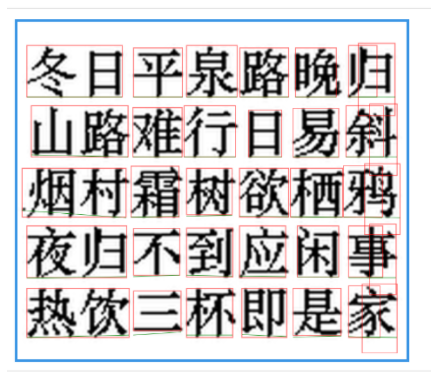 冬日平泉路晚归
山路难行日易斜
烟村霜树欲栖鸦
夜归不到应闲事
热饮三杯即是家